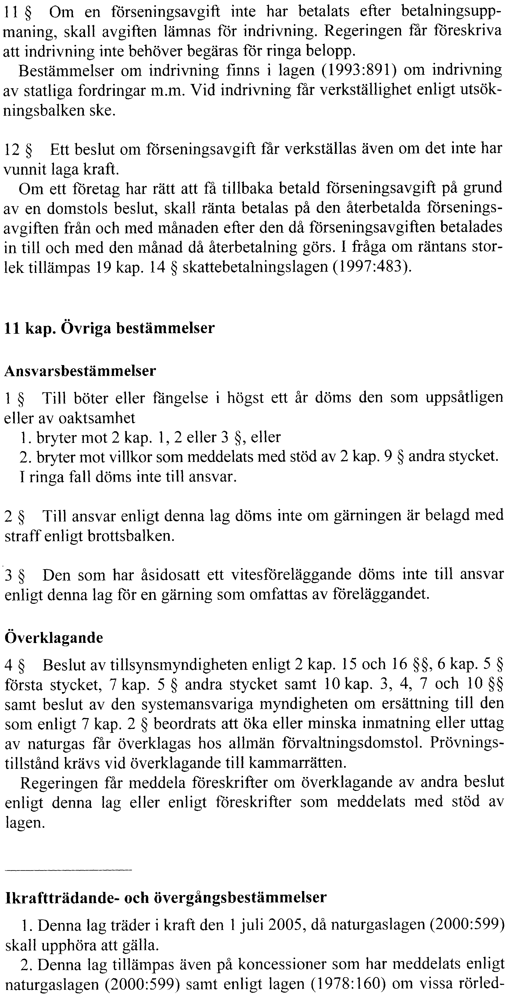 11 § Om en förseningsavgift inte har betalats efter betalningsupp-
maning, skall avgiften lämnas för indrivning. Regeringen får föreskriva
att indrivning inte behöver begäras för ringa belopp.
Bestämmelser om indrivning finns i lagen (1993:891) om indrivning
av statliga fordringar m.m. Vid indrivning får verkställighet enligt utsök-
ningsbalken ske.
12 § Ett beslut om förseningsavgift får verkställas även om det inte har
vunnit laga kraft.
Om ett företag har rätt att få tillbaka betald förseningsavgift på grund
av en domstols beslut, skall ränta betalas på den återbetalda försenings-
avgiften från och med månaden efter den då förseningsavgiften betalades
in till och med den månad då återbetalning görs. I fråga om räntans stor-
lek tillämpas 19 kap. 14 § skattebetalningslagen (1997:483).
11 kap. Övriga bestämmelser
Ansvarsbestämmelser
1 § Till böter eller fängelse i högst ett år döms den som uppsåtligen
eller av oaktsamhet
1. bryter mot 2 kap. 1, 2 eller 3 §, eller
2. bryter mot villkor som meddelats med stöd av 2 kap. 9 § andra stycket.
I ringa fall döms inte till ansvar.
2 § Till ansvar enligt denna lag döms inte om gärningen är belagd med
straff enligt brottsbalken.
3 § Den som har åsidosatt ett vitesföreläggande döms inte till ansvar
enligt denna lag för en gärning som omfattas av föreläggandet.
Överklagande
4 § Beslut av tillsynsmyndigheten enligt 2 kap. 15 och 16 §§, 6 kap. 5 §
första stycket, 7 kap. 5 § andra stycket samt 10 kap. 3, 4, 7 och 10 §§
samt beslut av den systemansvariga myndigheten om ersättning till den
som enligt 7 kap. 2 § beordrats att öka eller minska inmatning eller uttag
av naturgas får överklagas hos allmän förvaltningsdomstol. Prövnings-
tillstånd krävs vid överklagande till kammarrätten.
Regeringen får meddela föreskrifter om överklagande av andra beslut
enligt denna lag eller enligt föreskrifter som meddelats med stöd av
lagen.
Ikraftträdande- och övergångsbestämmelser
1. Denna lag träder i kraft den 1 juli 2005, då naturgaslagen (2000:599)
skall upphöra att gälla.
2. Denna lag tillämpas även på koncessioner som har meddelats enligt
naturgaslagen (2000:599) samt enligt lagen (1978:160) om vissa rörled-